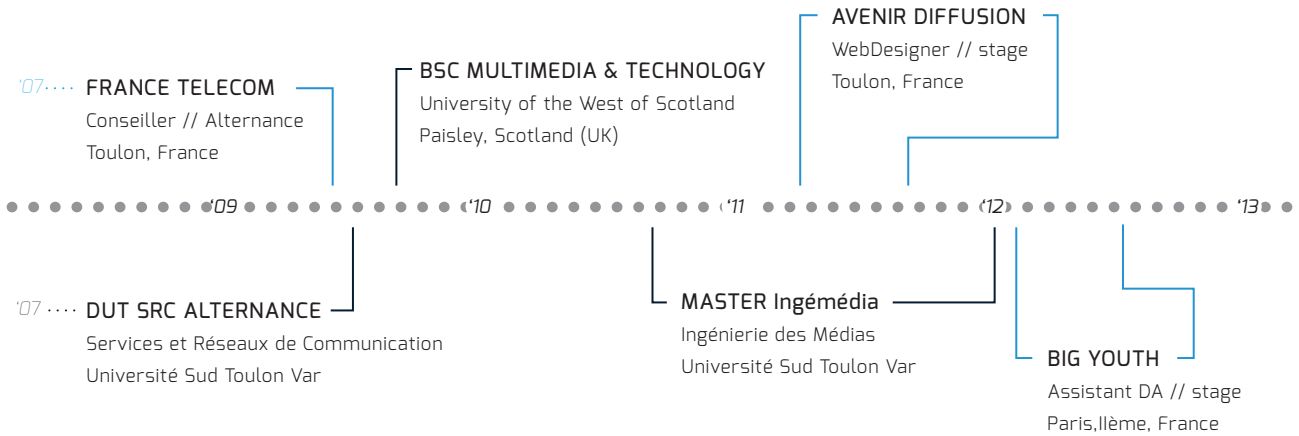 AVENIR DIFFUSION
WebDesigner // stage
Toulon, France
BSC MULTIMEDIA & TECHNOLOGY
University of the West of Scotland
Paisley, Scotland (UK)
'07.... FRANCE TELECOM
Conseiller // Alternance
Toulon, France
‘09 ‘10 ‘11 ‘12 ‘13
'07 .... DUT SRC ALTERNANCE
Services et Réseaux de Communication
Université Sud Toulon Var
MASTER Ingémédia
Ingénierie des Médias
Université Sud Toulon Var
BIG YOUTH
Assistant DA // stage
Paris,IIème, France